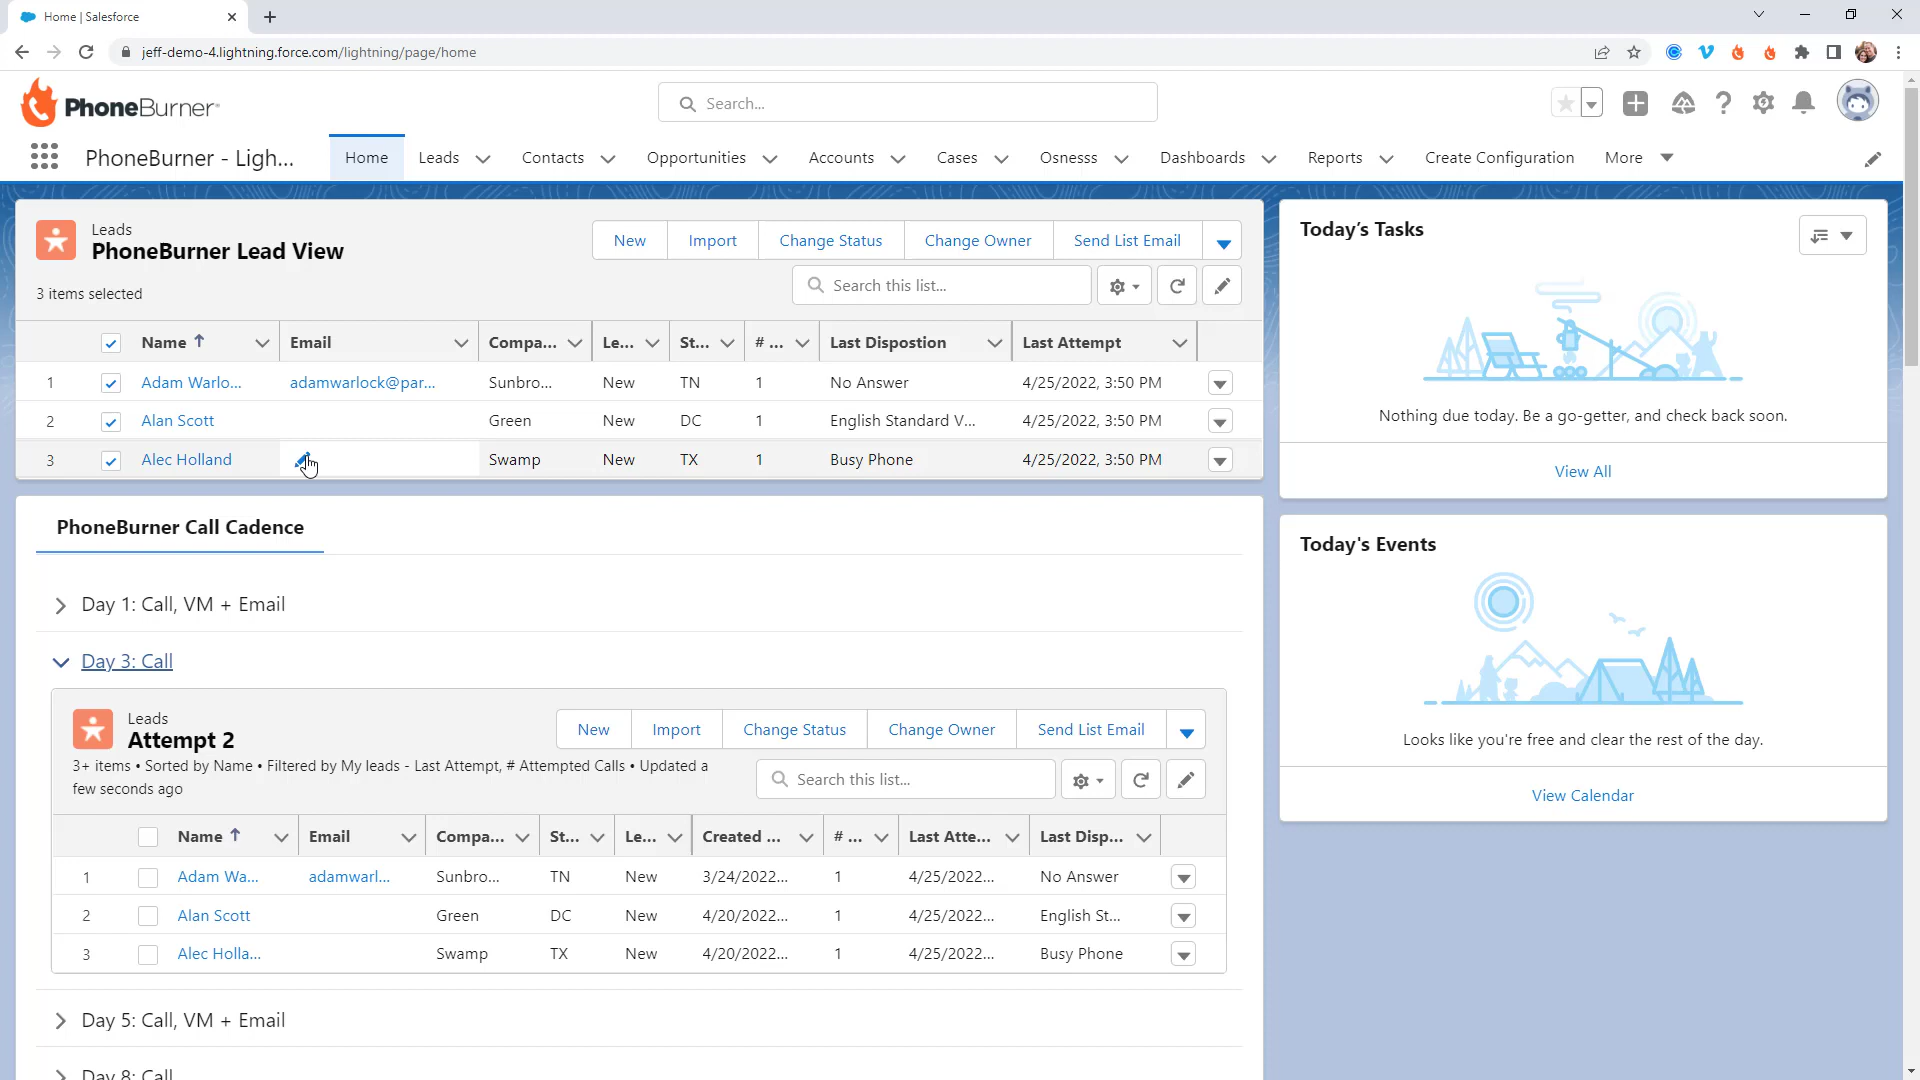 Home | Salesforce
jeff-demo-4.lightning.force.com/lightning/page/home
PhoneBurner
Search...
PhoneBurner - Ligh...
Home
Leads
Contacts
Opportunities
Accounts
Cases
Osnesss
Dashboards
Reports
Create Configuration
More
Leads
PhoneBurner Lead View
New
Import
Change Status
Change Owner
Send List Email
3 items selected
Search this list...
Name Email Compa... Le... St... # ... Last Dispostion Last Attempt
1 Adam Warlo... adamwarlock@par... Sunbro... New TN 1 No Answer 4/25/2022, 3:50 PM
2 Alan Scott Green New DC 1 English Standard V... 4/25/2022, 3:50 PM
3 Alec Holland Swamp New TX 1 Busy Phone 4/25/2022, 3:50 PM
PhoneBurner Call Cadence
Day 1: Call, VM + Email
Day 3: Call
Leads
Attempt 2
New
Import
Change Status
Change Owner
Send List Email
3+ items • Sorted by Name • Filtered by My leads - Last Attempt, # Attempted Calls • Updated a
few seconds ago
Search this list...
Name Email Compa... St... Le... Created ... # ... Last Atte... Last Disp...
1 Adam Wa... adamwarl... Sunbro... TN New 3/24/2022... 1 4/25/2022... No Answer
2 Alan Scott Green DC New 4/20/2022... 1 4/25/2022... English St...
3 Alec Holla... Swamp TX New 4/20/2022... 1 4/25/2022... Busy Phone
Day 5: Call, VM + Email
Day 8: Call
Today's Tasks
Nothing due today. Be a go-getter, and check back soon.
View All
Today's Events
Looks like you're free and clear the rest of the day.
View Calendar